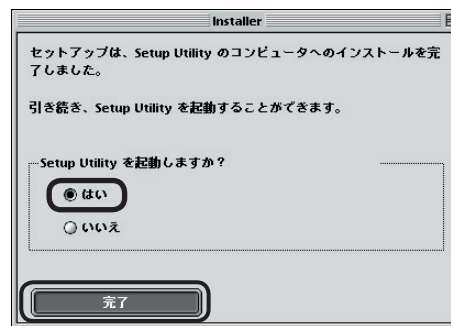 Installer
セットアップは、Setup Utility のコンピュータへのインストールを完
了しました。
引き続き、Setup Utility を起動することができます。
Setup Utility を起動しますか？
はい
いいえ
完了